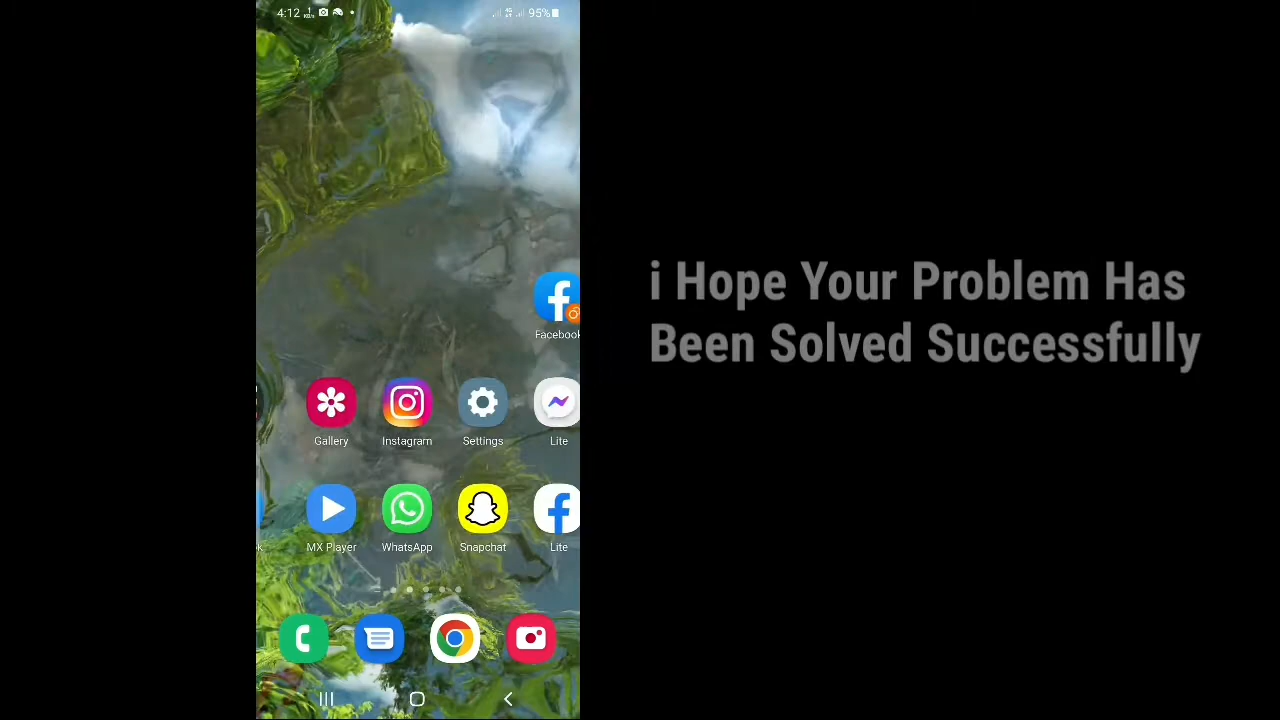 4:12
95%
Facebook
Gallery
Instagram
Settings
Lite
MX Player
WhatsApp
Snapchat
Lite
i Hope Your Problem Has
Been Solved Successfully